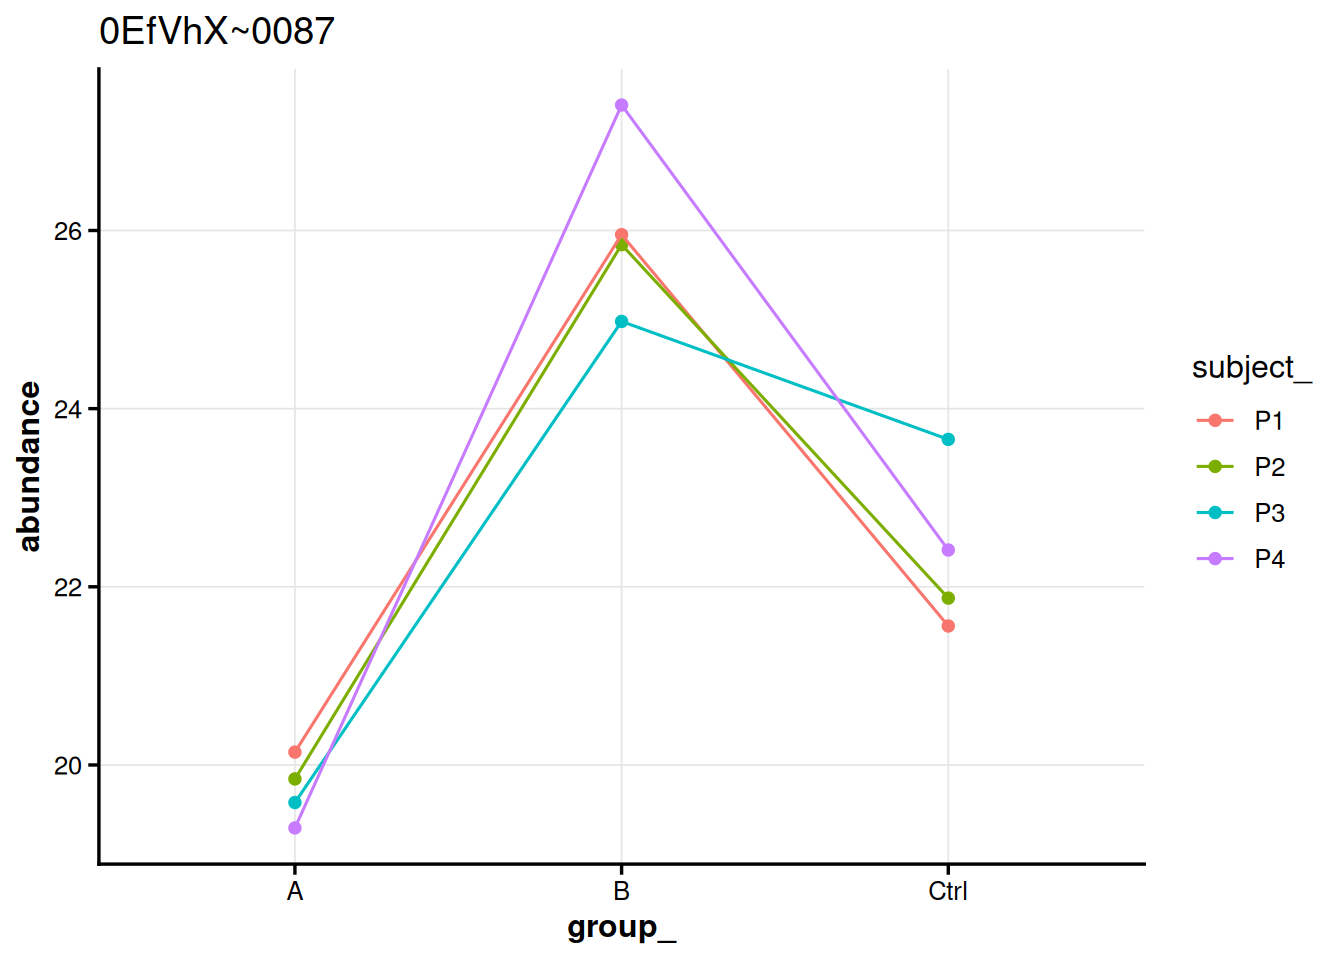 0EfVhX~0087
abundance
26
24
22
20
A B Ctrl
group_
subject_
P1
P2
P3
P4